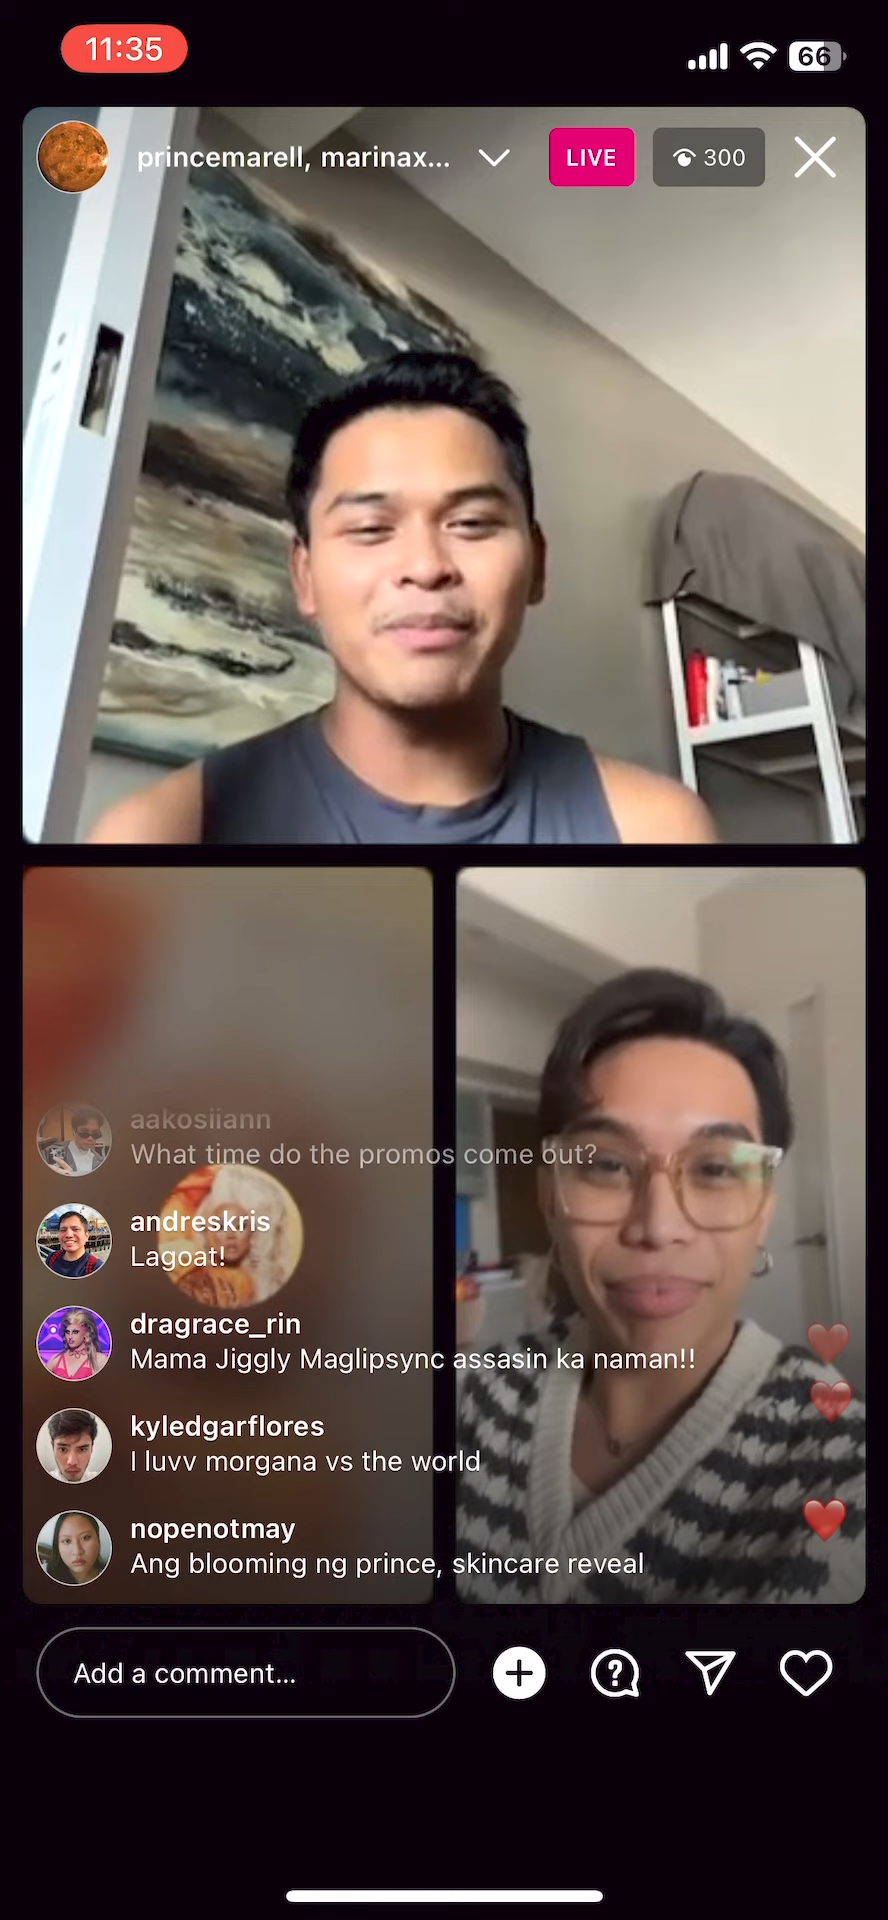 11:35
66
princemarell, marinax...
LIVE
300
aakosiiann
What time do the promos come out?
andreskris
Lagoat!
dragrace_rin
Mama Jiggly Maglipsync assasin ka naman!!
kyledgarflores
I luvv morgana vs the world
nopenotmay
Ang blooming ng prince, skincare reveal
Add a comment...